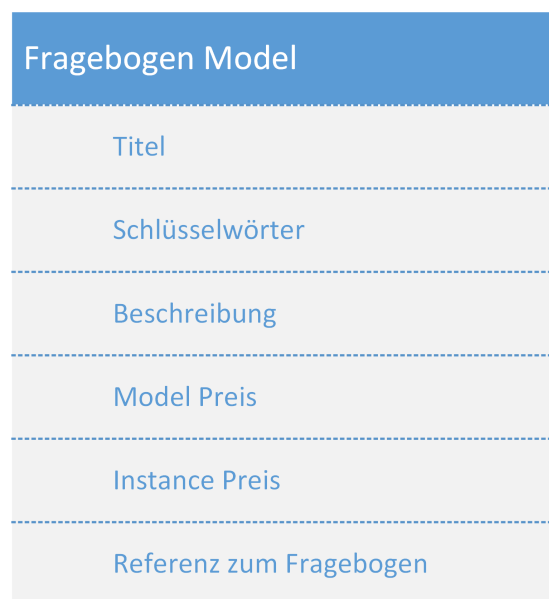 Fragebogen Model
Titel
Schlüsselwörter
Beschreibung
Model Preis
Instance Preis
Referenz zum Fragebogen